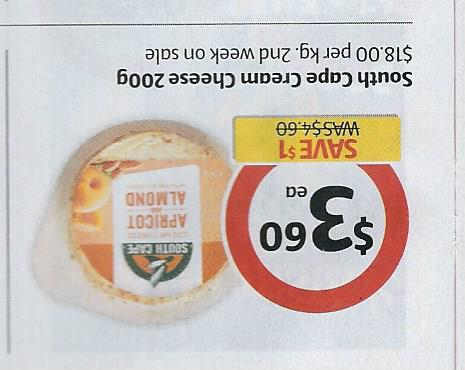 $3.60
ea
SAVE $1
WAS $4.60
SOUTH CAPE
CREAM CHEESE
APRICOT
AND
ALMOND
South Cape Cream Cheese 200g
$18.00 per kg. 2nd week on sale